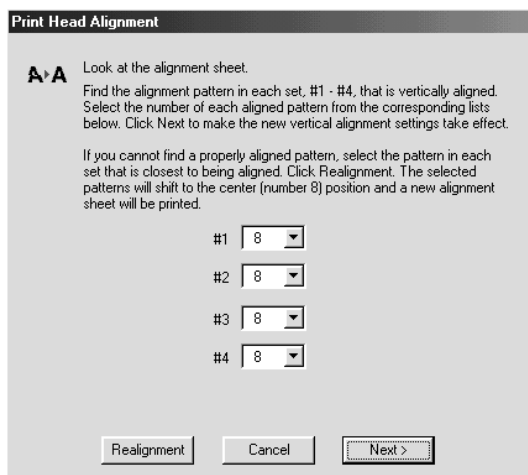 Print Head Alignment
A▸A
Look at the alignment sheet.
Find the alignment pattern in each set, #1 - #4, that is vertically aligned.
Select the number of each aligned pattern from the corresponding lists
below. Click Next to make the new vertical alignment settings take effect.
If you cannot find a properly aligned pattern, select the pattern in each
set that is closest to being aligned. Click Realignment. The selected
patterns will shift to the center (number 8) position and a new alignment
sheet will be printed.
#1 8
#2 8
#3 8
#4 8
Realignment Cancel Next >